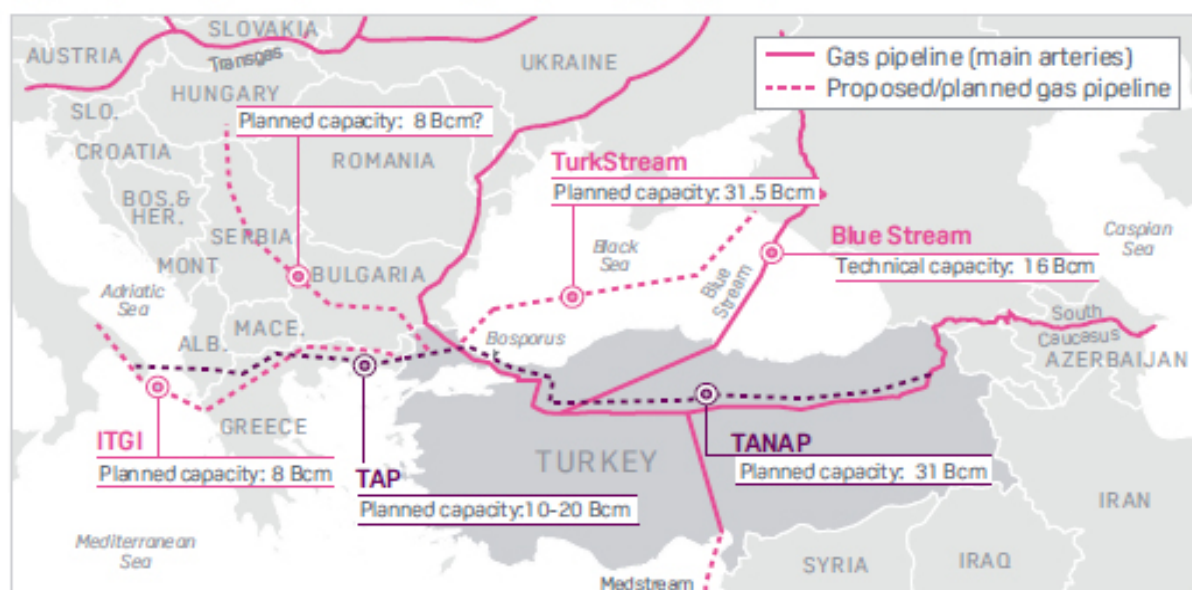 SLOVAKIA
AUSTRIA
Transgas
UKRAINE
Gas pipeline (main arteries)
Proposed/planned gas pipeline
HUNGARY
SLO.
Planned capacity: 8 Bcm?
CROATIA
ROMANIA
TurkStream
Planned capacity: 31.5 Bcm
BOS.&
HER.
SERBIA
Black
Sea
Blue Stream
Technical capacity: 16 Bcm
Caspian
Sea
MONT
BULGARIA
Blue
Stream
Adriatic
Sea
MACE.
ALB.
Bosporus
South
Caucasus
AZERBAIJAN
GREECE
ITGI
Planned capacity: 8 Bcm
TAP
Planned capacity:10-20 Bcm
TURKEY
TANAP
Planned capacity: 31 Bcm
IRAN
Mediterranean
Sea
SYRIA
IRAQ
Medstream